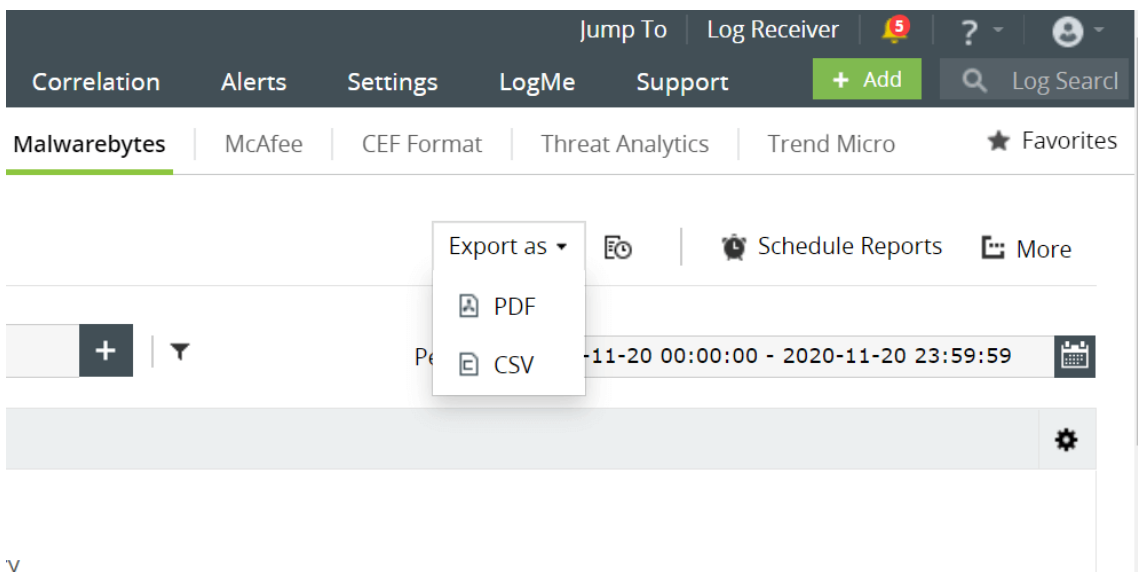 Jump To Log Receiver 5 ?
Correlation Alerts Settings LogMe Support + Add Log Searcl
Malwarebytes McAfee CEF Format Threat Analytics Trend Micro Favorites
Export as Schedule Reports More
PDF
+ -11-20 00:00:00 - 2020-11-20 23:59:59
CSV